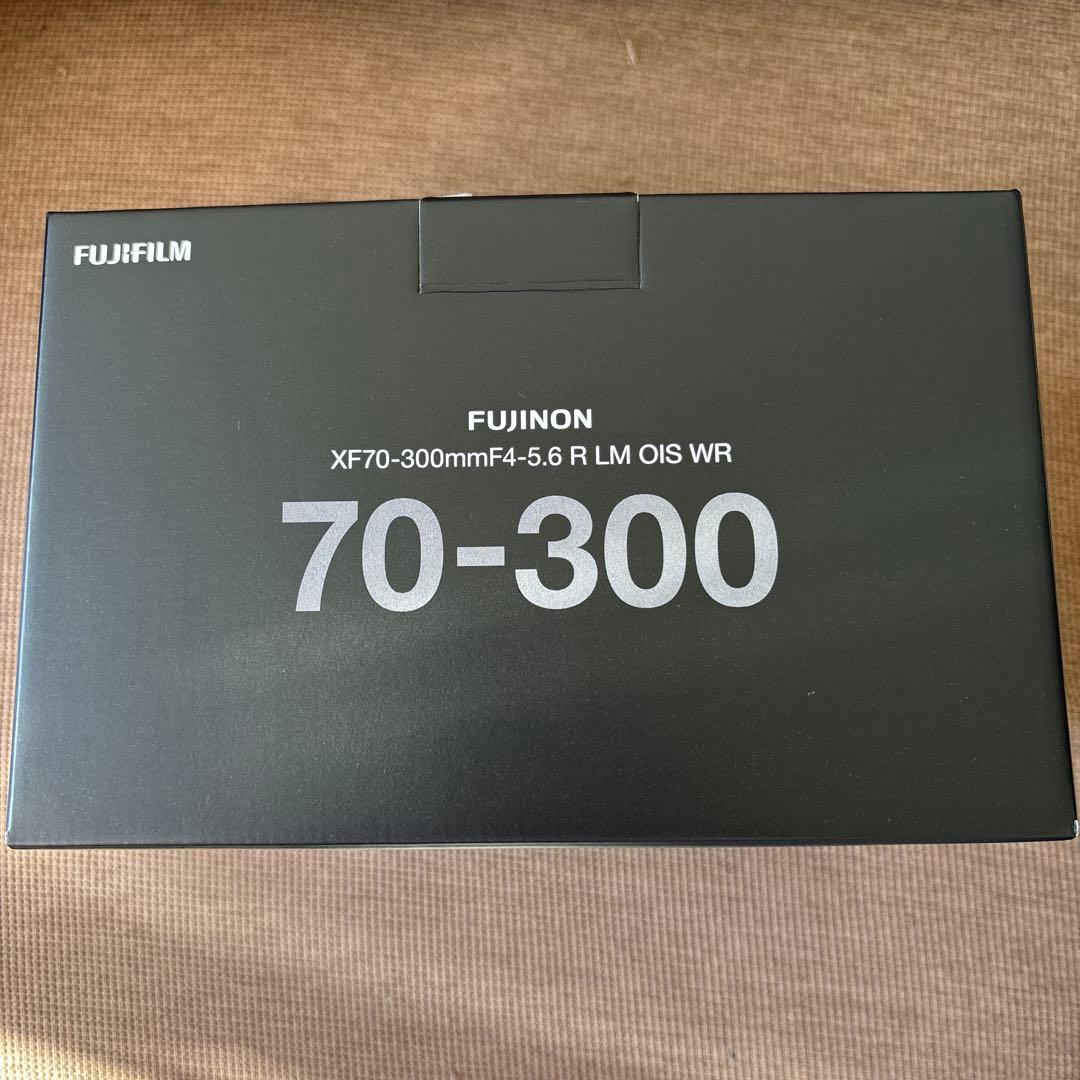 FUJIFILM
FUJINON
XF70-300mmF4-5.6 R LM OIS WR
70-300